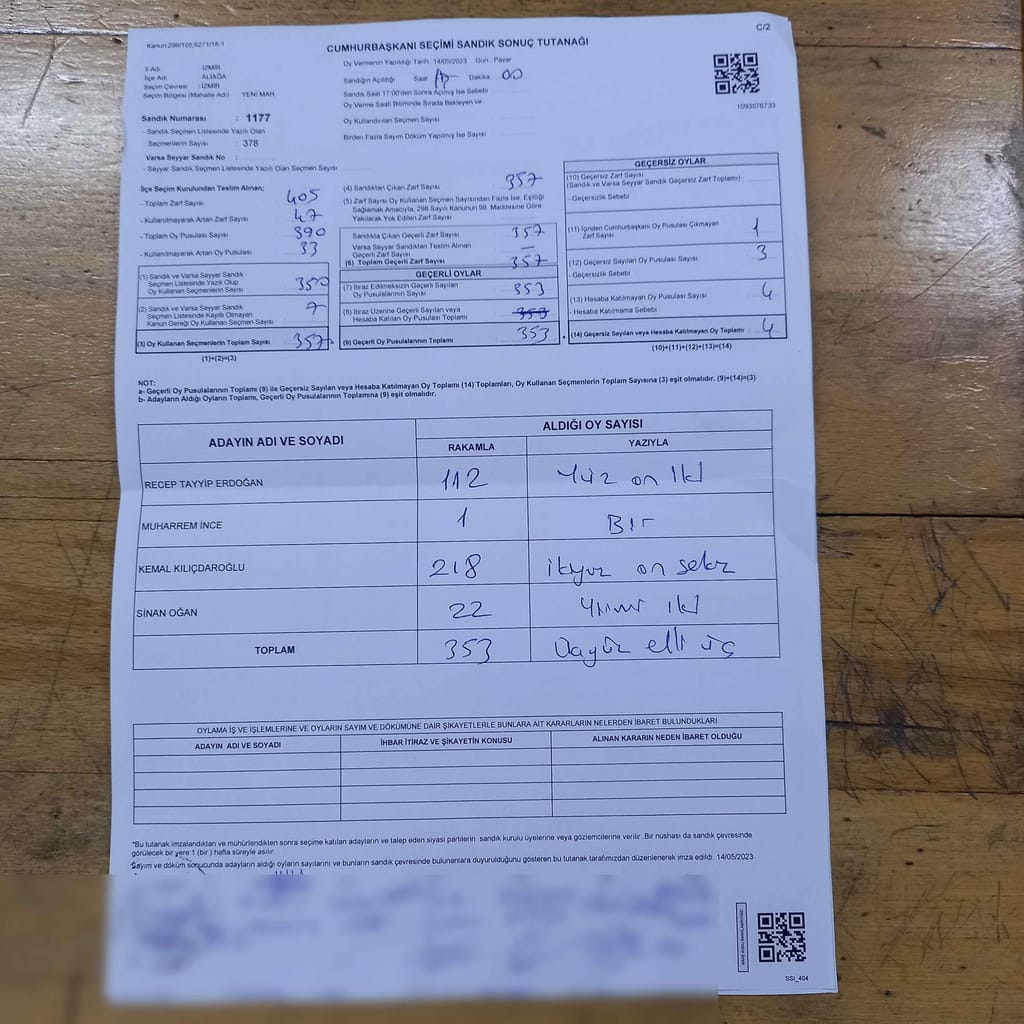 C/2
Kanun:298/105;6271/18-1
CUMHURBAŞKANI SEÇİMİ SANDIK SONUÇ TUTANAĞI
İl Adı : İZMİR
İlçe Adı : ALİAĞA
Seçim Çevresi : İZMİR
Seçim Bölgesi (Mahalle Adı) : YENİ MAH.
Oy Vermenin Yapıldığı Tarih :14/05/2023 Gün: Pazar
Sandığın Açıldığı Saat Dakika 00
Sandık Saat 17:00'den Sonra Açılmış İse Sebebi
Oy Verme Saati Bitiminde Sırada Bekleyen ve
Oy Kullandırılan Seçmen Sayısı
Birden Fazla Sayım Döküm Yapılmış İse Sayısı
1093576733
Sandık Numarası : 1177
- Sandık Seçmen Listesinde Yazılı Olan
Seçmenlerin Sayısı : 378
Varsa Seyyar Sandık No :
- Seyyar Sandık Seçmen Listesinde Yazılı Olan Seçmen Sayısı
İlçe Seçim Kurulundan Teslim Alınan;
- Toplam Zarf Sayısı 405
- Kullanılmayarak Artan Zarf Sayısı 47
- Toplam Oy Pusulası Sayısı 390
- Kullanılmayarak Artan Oy Pusulası 33
(1) Sandık ve Varsa Seyyar Sandık
Seçmen Listesinde Yazılı Olup
Oy Kullanan Seçmenlerin Sayısı 350
(2) Sandık ve Varsa Seyyar Sandık
Seçmen Listesinde Kayıtlı Olmayan
Kanun Gereği Oy Kullanan Seçmen Sayısı 7
(3) Oy Kullanan Seçmenlerin Toplam Sayısı 357
(1)+(2)=(3)
(4) Sandıktan Çıkan Zarf Sayısı 357
(5) Zarf Sayısı Oy Kullanan Seçmen Sayısından Fazla İse, Eşitliği
Sağlamak Amacıyla, 298 Sayılı Kanunun 98. Maddesine Göre
Yakılarak Yok Edilen Zarf Sayısı
Sandıkta Çıkan Geçerli Zarf Sayısı 357
Varsa Seyyar Sandıktan Teslim Alınan
Geçerli Zarf Sayısı —
(6) Toplam Geçerli Zarf Sayısı 357
GEÇERLİ OYLAR
(7) İtiraz Edilmeksizin Geçerli Sayılan
Oy Pusulalarının Sayısı 353
(8) İtiraz Üzerine Geçerli Sayılan veya
Hesaba Katılan Oy Pusulası Toplamı 353
(9) Geçerli Oy Pusulalarının Toplamı 353
GEÇERSİZ OYLAR
(10) Geçersiz Zarf Sayısı
(Sandık ve Varsa Seyyar Sandık Geçersiz Zarf Toplamı)
- Geçersizlik Sebebi
(11) İçinden Cumhurbaşkanı Oy Pusulası Çıkmayan
Zarf Sayısı 1
(12) Geçersiz Sayılan Oy Pusulası Sayısı 3
- Geçersizlik Sebebi
(13) Hesaba Katılmayan Oy Pusulası Sayısı 4
- Hesaba Katılmama Sebebi
(14) Geçersiz Sayılan veya Hesaba Katılmayan Oy Toplamı 4
(10)+(11)+(12)+(13)=(14)
NOT:
a- Geçerli Oy Pusulalarının Toplamı (9) ile Geçersiz Sayılan veya Hesaba Katılmayan Oy Toplamı (14) Toplamları, Oy Kullanan Seçmenlerin Toplam Sayısına (3) eşit olmalıdır. (9)+(14)=(3)
b- Adayların Aldığı Oyların Toplamı, Geçerli Oy Pusulalarının Toplamına (9) eşit olmalıdır.
ADAYIN ADI VE SOYADI ALDIĞI OY SAYISI
RAKAMLA YAZIYLA
RECEP TAYYİP ERDOĞAN 112 Yüz on iki
MUHARREM İNCE 1 Bir
KEMAL KILIÇDAROĞLU 218 ikiyüz on sekiz
SİNAN OĞAN 22 Yirmi iki
TOPLAM 353 Üçyüz elli üç
OYLAMA İŞ VE İŞLEMLERİNE VE OYLARIN SAYIM VE DÖKÜMÜNE DAİR ŞİKAYETLERLE BUNLARA AİT KARARLARIN NELERDEN İBARET BULUNDUKLARI
ADAYIN ADI VE SOYADI İHBAR İTİRAZ VE ŞİKAYETİN KONUSU ALINAN KARARIN NEDEN İBARET OLDUĞU
*Bu tutanak imzalandıktan ve mühürlendikten sonra seçime katılan adayların ve talep eden siyasi partilerin sandık kurulu üyelerine veya gözlemcilerine verilir. Bir nüshası da sandık çevresinde
görülecek bir yere 1 (bir ) hafta süreyle asılır.
Sayım ve döküm sonucunda adayların aldığı oyların sayılarını ve bunların sandık çevresinde bulunanlara duyurulduğunu gösteren bu tutanak tarafımızdan düzenlenerek imza edildi. 14/05/2023
SSI_404